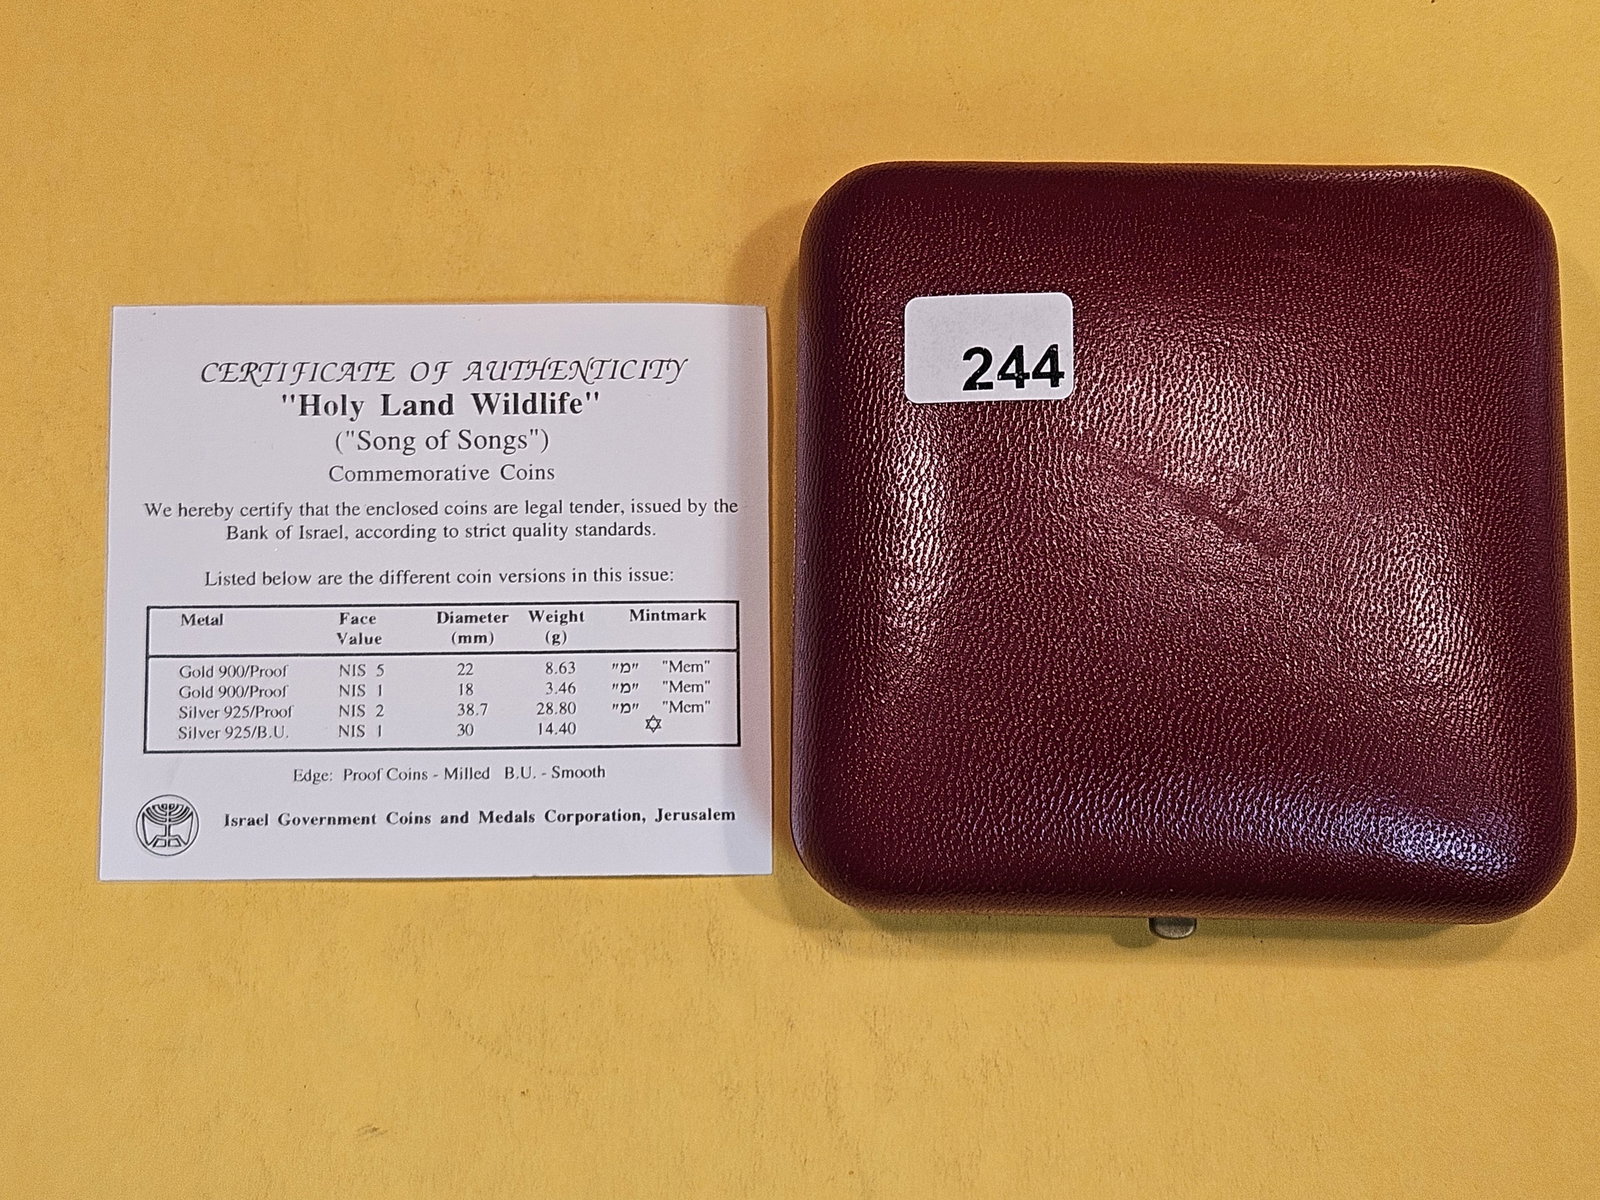 CERTIFICATE OF AUTHENTICITY
"Holy Land Wildlife"
("Song of Songs")
Commemorative Coins
We hereby certify that the enclosed coins are legal tender, issued by the
Bank of Israel, according to strict quality standards.
Listed below are the different coin versions in this issue:
Metal Face Diameter Weight Mintmark
Value (mm) (g)
Gold 900/Proof NIS 5 22 8.63 "מ" "Mem"
Gold 900/Proof NIS 1 18 3.46 "מ" "Mem"
Silver 925/Proof NIS 2 38.7 28.80 "מ" "Mem"
Silver 925/B.U. NIS 1 30 14.40 ✡
Edge: Proof Coins - Milled B.U. - Smooth
Israel Government Coins and Medals Corporation, Jerusalem
244